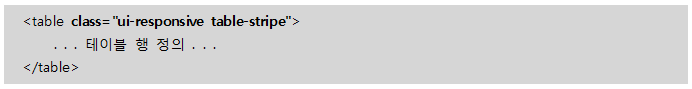 <table class="ui-responsive table-stripe">
. . . 테이블 행 정의 . . .
</table>